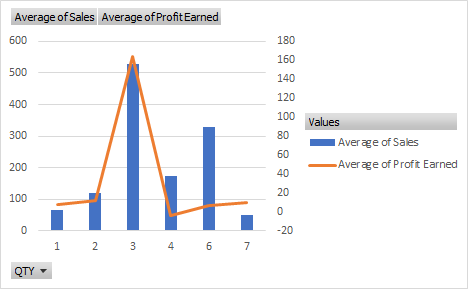 Average of Sales Average of Profit Earned
600 180
160
500 140
120
400 100
300 80
60
200 40
20
100 0
0 -20
1 2 3 4 6 7
Values
Average of Sales
Average of Profit Earned
QTY